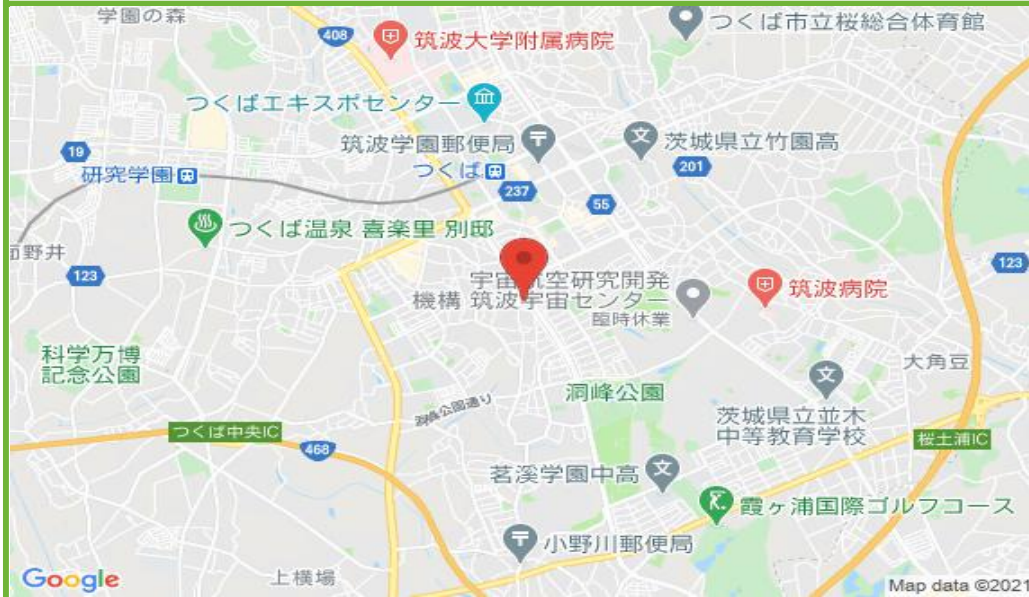 学園の森
つくば市立桜総合体育館
408
筑波大学附属病院
つくばエキスポセンター
筑波学園郵便局
茨城県立竹園高
19
研究学園
つくば
201
237
55
つくば温泉 喜楽里 別邸
面野井
123
123
宇宙航空研究開発
機構 筑波宇宙センター
臨時休業
筑波病院
科学万博
記念公園
大角豆
洞峰公園
洞峰公園通り
茨城県立並木
中等教育学校
つくば中央IC
468
桜土浦IC
茗溪学園中高
霞ヶ浦国際ゴルフコース
小野川郵便局
上横場
Google
Map data ©2021